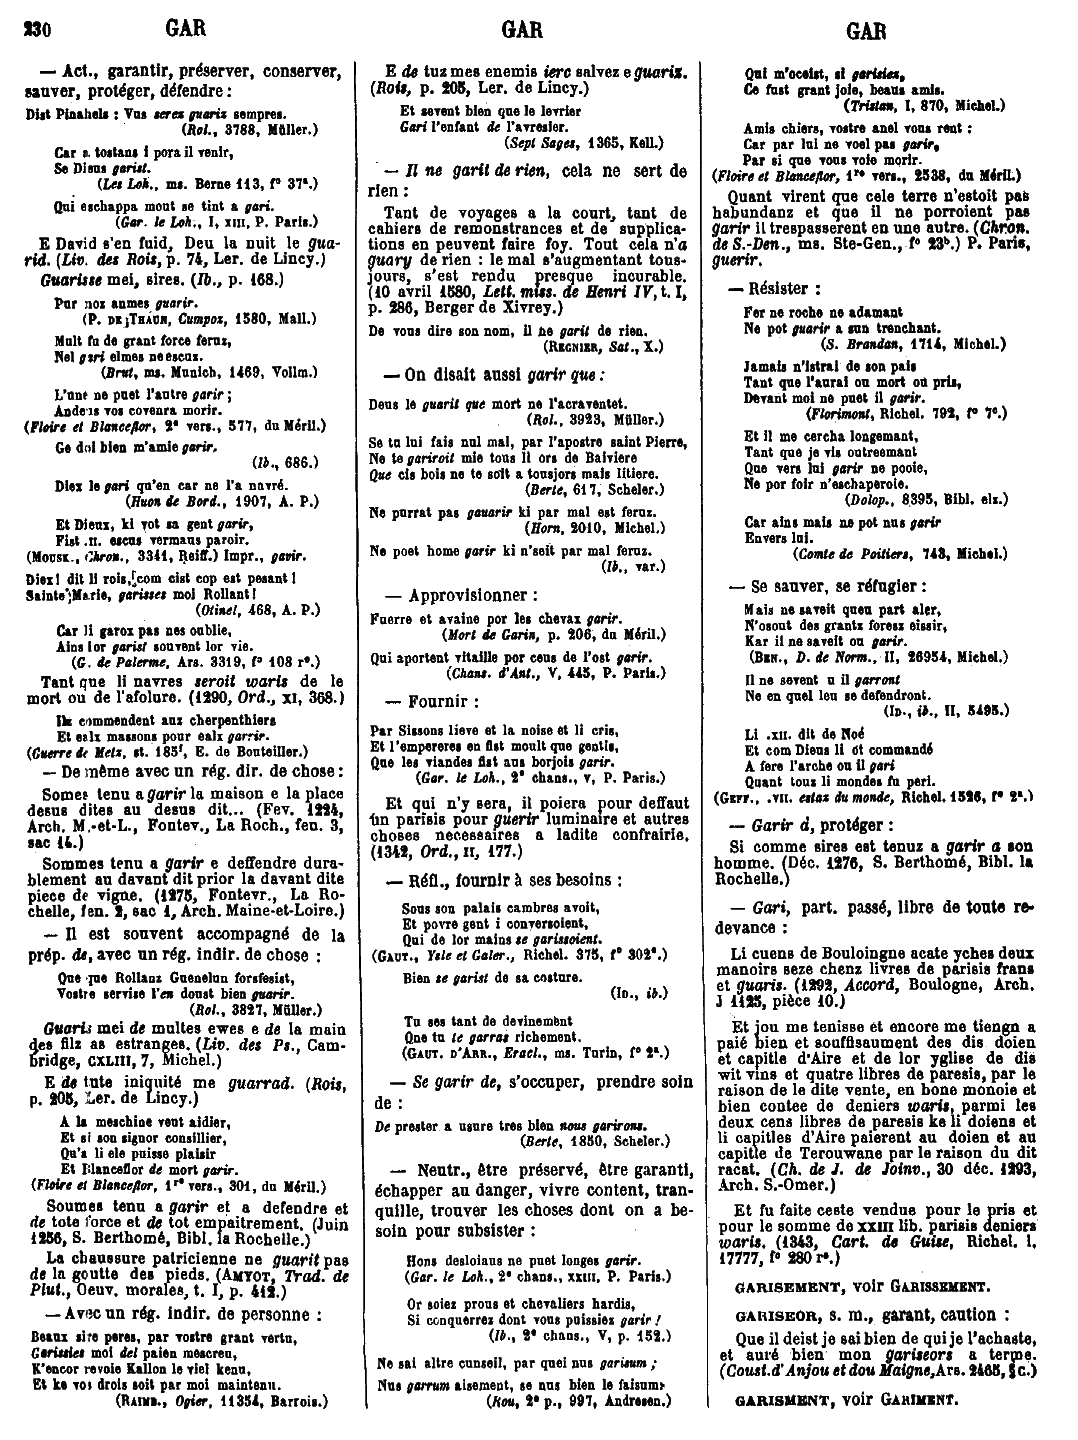 230 GAR GAR GAR
— Act., garantir, préserver, conserver,
sauver, protéger, défendre :
Dist Pinabels : Vus serez guariz sempres.
(Rol., 3788, Müller.)
Car a tostans i pora il venir,
Se Dieus garist.
(Les Loh., ms. Berne 113, f° 37ª.)
Qui eschappa mout se tint a gari.
(Gar. le Loh., I, XIII, P. Paris.)
E David s'en fuid, Deu la nuit le gua-
rid. (Liv. des Rois, p. 74, Ler. de Lincy.)
Guarisse mei, sires. (Ib., p. 168.)
Pur noz anmes guarir.
(P. DE THAUN, Cumpoz, 1580, Mall.)
Mult fu de grant force feruz,
Nel gari elmes ne escuz.
(Brut, ms. Munich, 1469, Vollm.)
L'une ne puet l'autre garir ;
Andeus vos covenra morir.
(Floire et Blanceflor, 2ª vers., 577, du Méril.)
Ge doi bien m'amie garir.
(Ib., 686.)
Diex le gari qu'en car ne l'a navré.
(Huon de Bord., 1907, A. P.)
Et Dieux, ki vot sa gent garir,
Fist .II. escus vermaus paroir.
(MOUSK., Chron., 3341, Reiff.) Impr., gavir.
Diex! dit li rois, com cist cop est pesant!
Sainte Marie, garisses moi Rollant!
(Otinel, 468, A. P.)
Car li garox pas nes oublie,
Ains lor garist souvent lor vie.
(G. de Palerme, Ars. 3319, f° 108 r°.)
Tant que li navres seroit waris de le
mort ou de l'afolure. (1290, Ord., XI, 368.)
Ilz commendent aux cherpenthiers
Et ealx massons pour ealx garrir.
(Guerre de Metz, st. 185f, E. de Bouteiller.)
— De même avec un rég. dir. de chose :
Somes tenu a garir la maison e la place
desus dites au desus dit... (Fev. 1224,
Arch. M.-et-L., Fontev., La Roch., fen. 3,
sac 14.)
Sommes tenu a garir e deffendre dura-
blement au davant dit prior la davant dite
piece de vigne. (1275, Fontevr., La Ro-
chelle, fen. 2, sac 1, Arch. Maine-et-Loire.)
— Il est souvent accompagné de la
prép. de, avec un rég. indir. de chose :
Que que Rollanz Guenelun forsfesist,
Vostre servise l'en doust bien guarir.
(Rol., 3827, Müller.)
Guaris mei de multes ewes e de la main
des filz as estranges. (Liv. des Ps., Cam-
bridge, CXLIII, 7, Michel.)
E de tute iniquité me guarrad. (Rois,
p. 205, Ler. de Lincy.)
A la meschine veut aidier,
Et si son signor consillier,
Qu'a li ele puisse plaisir
Et Blanceflor de mort garir.
(Floire et Blanceflor, 1re vers., 301, du Méril.)
Soumes tenu a garir et a defendre et
de tote force et de tot empaitrement. (Juin
1256, S. Berthomé, Bibl. la Rochelle.)
La chaussure patricienne ne guarit pas
de la goutte des pieds. (AMYOT, Trad. de
Plut., Oeuv. morales, t. I, p. 412.)
— Avec un rég. indir. de personne :
Beaux sire peres, par vostre grant vertu,
Garissies moi del paien mescreu,
K'encor revoie Kallon le viel kenu,
Et ke vos drois soit par moi maintenu.
(RAIMB., Ogier, 11354, Barrois.)
E de tuz mes enemis ierc salvez e guariz.
(Rois, p. 205, Ler. de Lincy.)
Et sevent bien que le levrier
Gari l'enfant de l'avresier.
(Sept Sages, 1365, Kell.)
— Il ne garit de rien, cela ne sert de
rien :
Tant de voyages a la court, tant de
cahiers de remonstrances et de supplica-
tions en peuvent faire foy. Tout cela n'a
guary de rien : le mal s'augmentant tous-
jours, s'est rendu presque incurable.
(10 avril 1580, Lett. miss. de Henri IV, t. I,
p. 286, Berger de Xivrey.)
De vous dire son nom, il ne garit de rien.
(REGNIER, Sat., X.)
— On disait aussi garir que :
Deus le guarit que mort ne l'acraventet.
(Rol., 3923, Müller.)
Se tu lui fais nul mal, par l'apostre saint Pierre,
Ne te gariroit mie tous li ors de Baiviere
Que cis bois ne te soit a tousjors mais litiere.
(Berte, 617, Scheler.)
Ne purrat pas gauarir ki par mal est feruz.
(Horn, 2010, Michel.)
Ne poet home garir ki n'seit par mal feruz.
(Ib., var.)
— Approvisionner :
Fuerre et avaine por les chevax garir.
(Mort de Garin, p. 206, du Méril.)
Qui aportent vitaille por ceus de l'ost garir.
(Chans. d'Ant., V, 445, P. Paris.)
— Fournir :
Par Sissons lieve et la noise et li cris,
Et l'empereres en fist moult que gentis,
Que les viandes fist aus borjois garir.
(Gar. le Loh., 2ª chans., V, P. Paris.)
Et qui n'y sera, il poiera pour deffaut
un parisis pour guerir luminaire et autres
choses necessaires a ladite confrairie.
(1342, Ord., II, 177.)
— Réfl., fournir à ses besoins :
Sous son palais cambres avoit,
Et povre gent i conversoient,
Qui de lor mains se garissoient.
(GAUT., Ysle et Galer., Richel. 375, f° 302ª.)
Bien se garist de sa costure.
(ID., ib.)
Tu ses tant de devinement
Que tu te garras richement.
(GAUT. D'ARR., Eracl., ms. Turin, f° 2ª.)
— Se garir de, s'occuper, prendre soin
de :
De prester a usure tres bien nous garirons.
(Berte, 1850, Scheler.)
— Neutr., être préservé, être garanti,
échapper au danger, vivre content, tran-
quille, trouver les choses dont on a be-
soin pour subsister :
Hons desloiaus ne puet longes garir.
(Gar. le Loh., 2ª chans., XXIII, P. Paris.)
Or soiez prous et chevaliers hardis,
Si conquerrez dont vous puissiez garir !
(Ib., 2ª chans., V, p. 152.)
Ne sai altre cunseil, par quei nus garisum ;
Nus garrum aisement, se nus bien le faisum.
(Rou, 2ª p., 997, Andresen.)
Qui m'oceist, si garisies,
Ce fust grant joie, beaus amis.
(Tristan, I, 870, Michel.)
Amis chiers, vostre anel vous rent :
Car par lui ne voel pas garir,
Par si que vous voie morir.
(Floire et Blanceflor, 1re vers., 2538, du Méril.)
Quant virent que cele terre n'estoit pas
habundanz et que il ne porroient pas
garir il trespasserent en une autre. (Chron.
de S.-Den., ms. Ste-Gen., f° 23b.) P. Paris,
guerir.
— Résister :
Fer ne roche ne adamant
Ne pot guarir a sun trenchant.
(S. Brandan, 1714, Michel.)
Jamais n'istrai de son pais
Tant que l'aurai ou mort ou pris,
Devant moi ne puet il garir.
(Florimont, Richel. 792, f° 7ª.)
Et il me cercha longemant,
Tant que je vis outreemant
Que vers lui garir ne pooie,
Ne por foir n'eschaperoie.
(Dolop., 8395, Bibl. elz.)
Car ains mais ne pot nus garir
Envers lui.
(Comte de Poitiers, 743, Michel.)
— Se sauver, se réfugier :
Mais ne saveit queu part aler,
N'osout des grantz forez eissir,
Kar il ne saveit ou garir.
(BEN., D. de Norm., II, 26954, Michel.)
Il ne sevent u il garront
Ne en quel leu se defendront.
(ID., ib., II, 5495.)
Li .XII. dit de Noé
Et com Dieus li ot commandé
A fere l'arche ou il gari
Quant tous li mondes fu peri.
(GEFF., .VII. estaz du monde, Richel. 1526, f° 2ª.)
— Garir à, protéger :
Si comme sires est tenuz a garir a son
homme. (Déc. 1276, S. Berthomé, Bibl. la
Rochelle.)
— Gari, part. passé, libre de toute re-
devance :
Li cuens de Bouloingne acate yches deux
manoirs seze chenz livres de parisis frans
et guaris. (1292, Accord, Boulogne, Arch.
J 1125, pièce 10.)
Et jou me tenisse et encore me tiengn a
paié bien et souffissaument des dis doien
et capitle d'Aire et de lor yglise de dis
wit vins et quatre libres de paresis, par le
raison de le dite vente, en bone monoie et
bien contee de deniers waris, parmi les
deux cens libres de paresis ke li doiens et
li capitles d'Aire paierent au doien et au
capitle de Terouwane par le raison du dit
racat. (Ch. de J. de Joinv., 30 déc. 1293,
Arch. S.-Omer.)
Et fu faite ceste vendue pour le pris et
pour le somme de XXIII lib. parisis deniers
waris. (1343, Cart. de Guise, Richel. l.
17777, f° 280 r°.)
GARISEMENT, voir GARISSEMENT.
GARISEOR, s. m., garant, caution :
Que il deist je sai bien de qui je l'achaste,
et auré bien mon gariseors a terme.
(Coust. d'Anjou et dou Maigne, Ars. 2465, § c.)
GARISMENT, voir GARIMENT.